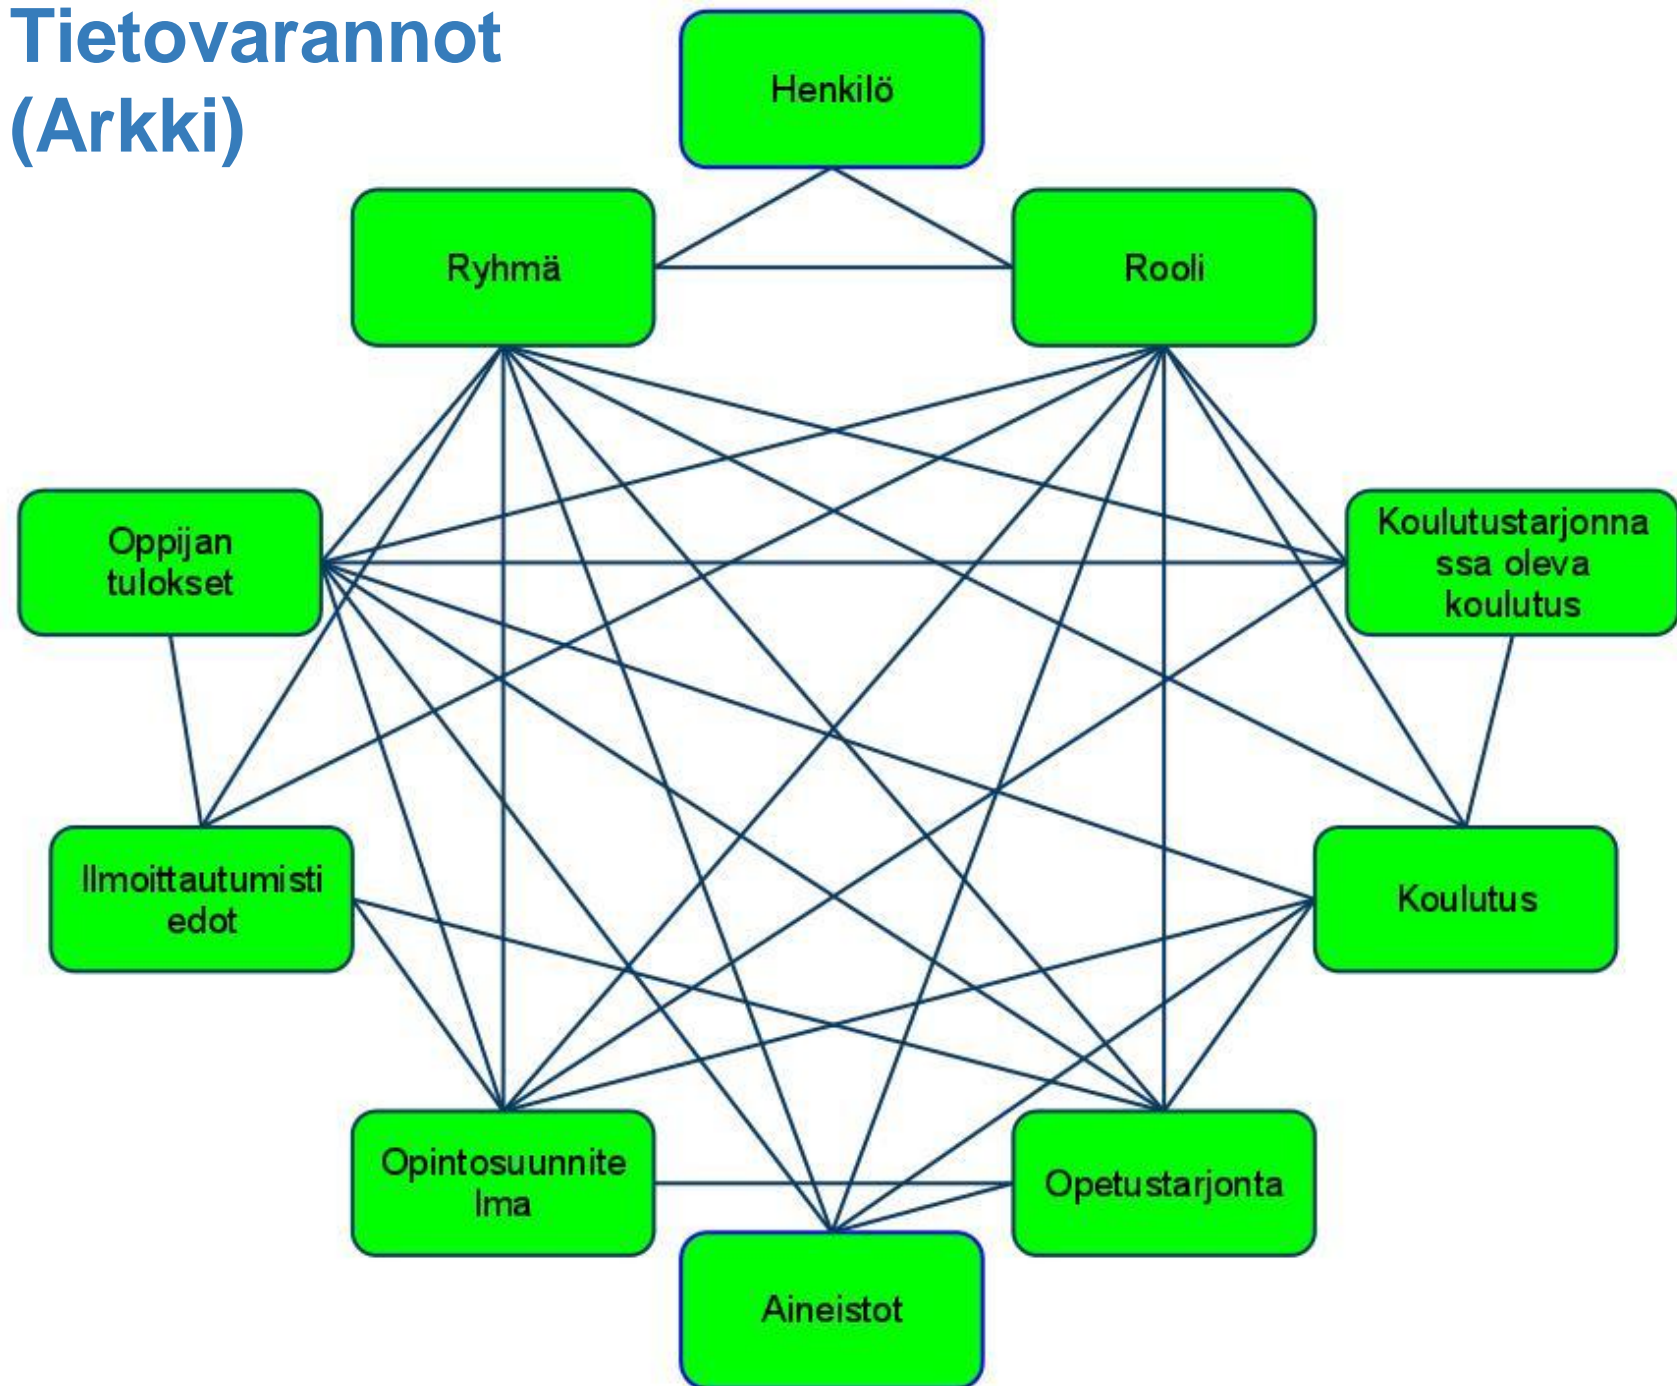 Tietovarannot
(Arkki)
Henkilö
Ryhmä
Rooli
Oppijan
tulokset
Koulutustarjonna
ssa oleva
koulutus
Ilmoittautumisti
edot
Koulutus
Opintosuunnite
lma
Opetustarjonta
Aineistot